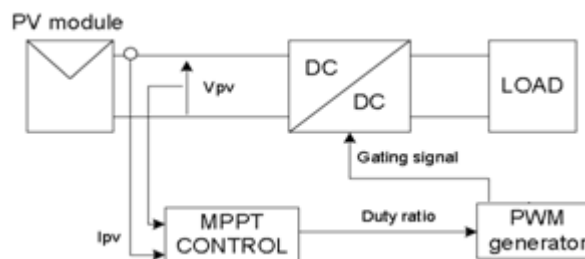 PV module
DC
DC
LOAD
Vpv
Gating signal
Ipv
MPPT
CONTROL
Duty ratio
PWM
generator